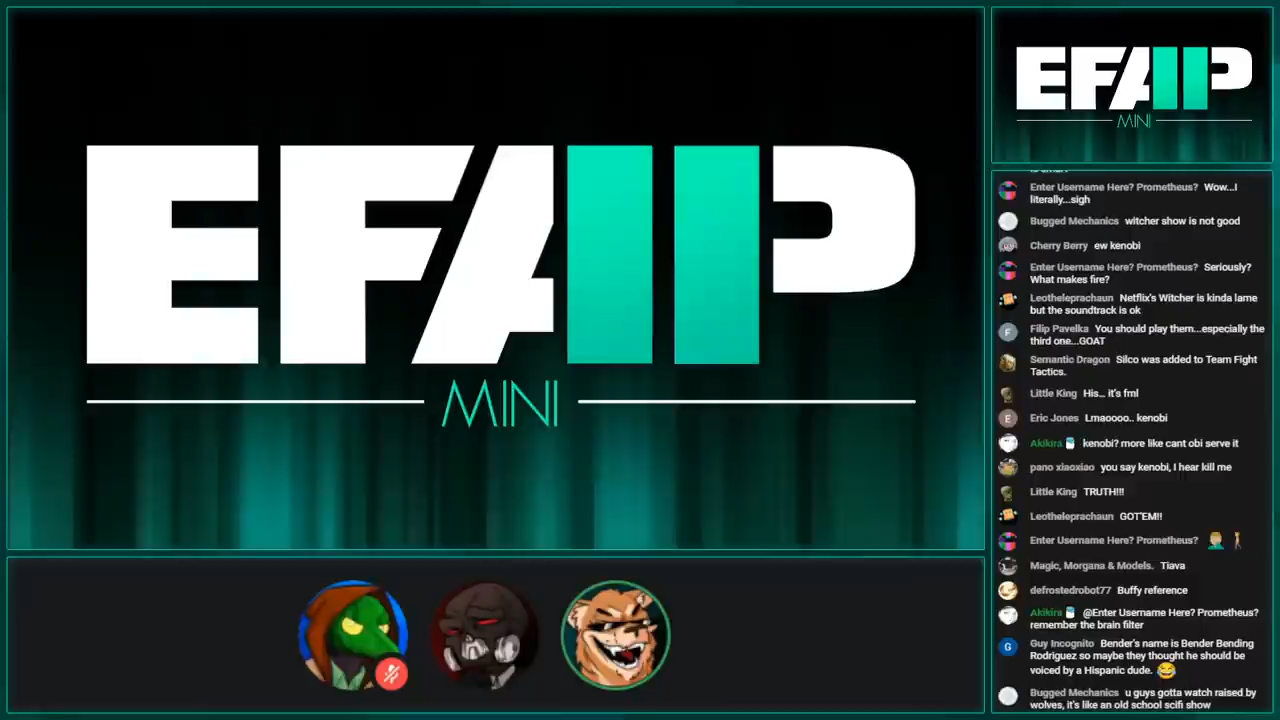 EFAP
MINI
EFAP
MINI
Enter Username Here? Prometheus? Wow...I
literally...sigh
Bugged Mechanics witcher show is not good
Cherry Berry ew kenobi
Enter Username Here? Prometheus? Seriously?
What makes fire?
Leotheleprachaun Netflix's Witcher is kinda lame
but the soundtrack is ok
Filip Pavelka You should play them...especially the
third one...GOAT
Semantic Dragon Silco was added to Team Fight
Tactics.
Little King His... it's fml
E Eric Jones Lmaoooo.. kenobi
Akikira kenobi? more like cant obi serve it
pano xiaoxiao you say kenobi, I hear kill me
Little King TRUTH!!!
Leotheleprachaun GOT'EM!!
Enter Username Here? Prometheus?
Magic, Morgana & Models. Tiava
defrostedrobot77 Buffy reference
Akikira @Enter Username Here? Prometheus?
remember the brain filter
G Guy Incognito Bender's name is Bender Bending
Rodriguez so maybe they thought he should be
voiced by a Hispanic dude.
Bugged Mechanics u guys gotta watch raised by
wolves, it's like an old school scifi show